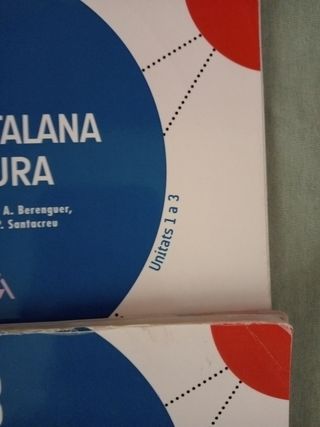 TALANA
URA
A. Berenguer,
Santacreu
Unitats 1 a 3